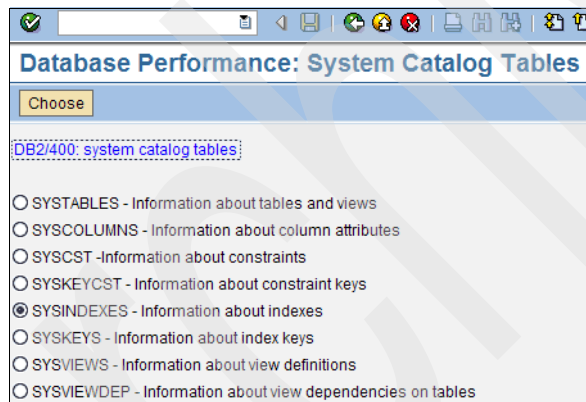 Database Performance: System Catalog Tables
Choose
DB2/400: system catalog tables
SYSTABLES - Information about tables and views
SYSCOLUMNS - Information about column attributes
SYSCST -Information about constraints
SYSKEYCST - Information about constraint keys
SYSINDEXES - Information about indexes
SYSKEYS - Information about index keys
SYSVIEWS - Information about view definitions
SYSVIEWDEP - Information about view dependencies on tables